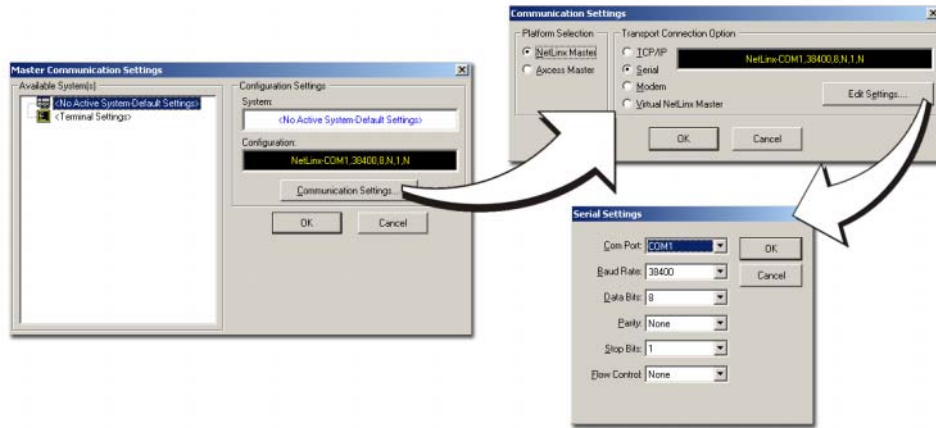 Master Communication Settings
Available System(s)
<No Active System-Default Settings>
<Terminal Settings>
Configuration Settings
System:
<No Active System-Default Settings>
Configuration:
NetLinx-COM1,38400,8,N,1,N
Communication Settings...
OK Cancel
Communication Settings
Platform Selection
NetLinx Master
Axcess Master
Transport Connection Option
TCP/IP
Serial
Modem
Virtual NetLinx Master
NetLinx-COM1,38400,8,N,1,N
Edit Settings....
OK Cancel
Serial Settings
Com Port: COM1
Baud Rate: 38400
Data Bits: 8
Parity: None
Stop Bits: 1
Flow Control: None
OK
Cancel